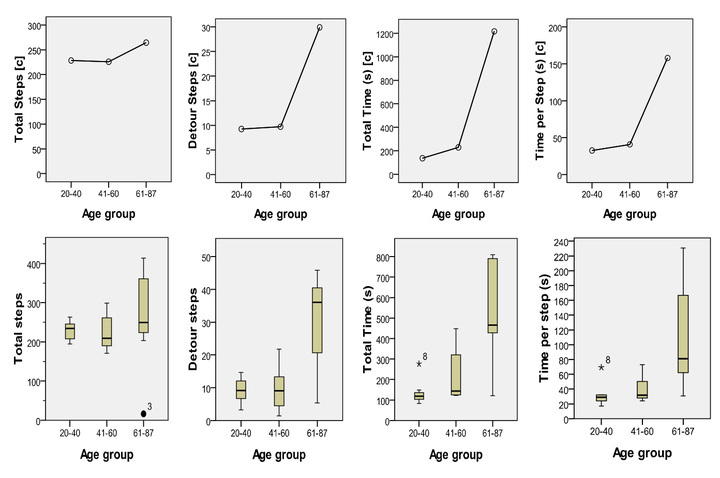 Total Steps [c]
300
250
200
150
100
50
0
20-40 41-60 61-87
Age group
Detour Steps [c]
30
25
20
15
10
5
0
20-40 41-60 61-87
Age group
Total Time (s) [c]
1200
1000
800
600
400
200
0
20-40 41-60 61-87
Age group
Time per Step (s) [c]
200
150
100
50
0
20-40 41-60 61-87
Age group
Total steps
400
300
200
100
0
3
20-40 41-60 61-87
Age group
Detour steps
50
40
30
20
10
0
20-40 41-60 61-87
Age group
Total Time (s)
800
700
600
500
400
300
200
100
0
8
20-40 41-60 61-87
Age group
Time per step (s)
240
220
200
180
160
140
120
100
80
60
40
20
0
8
20-40 41-60 61-87
Age group